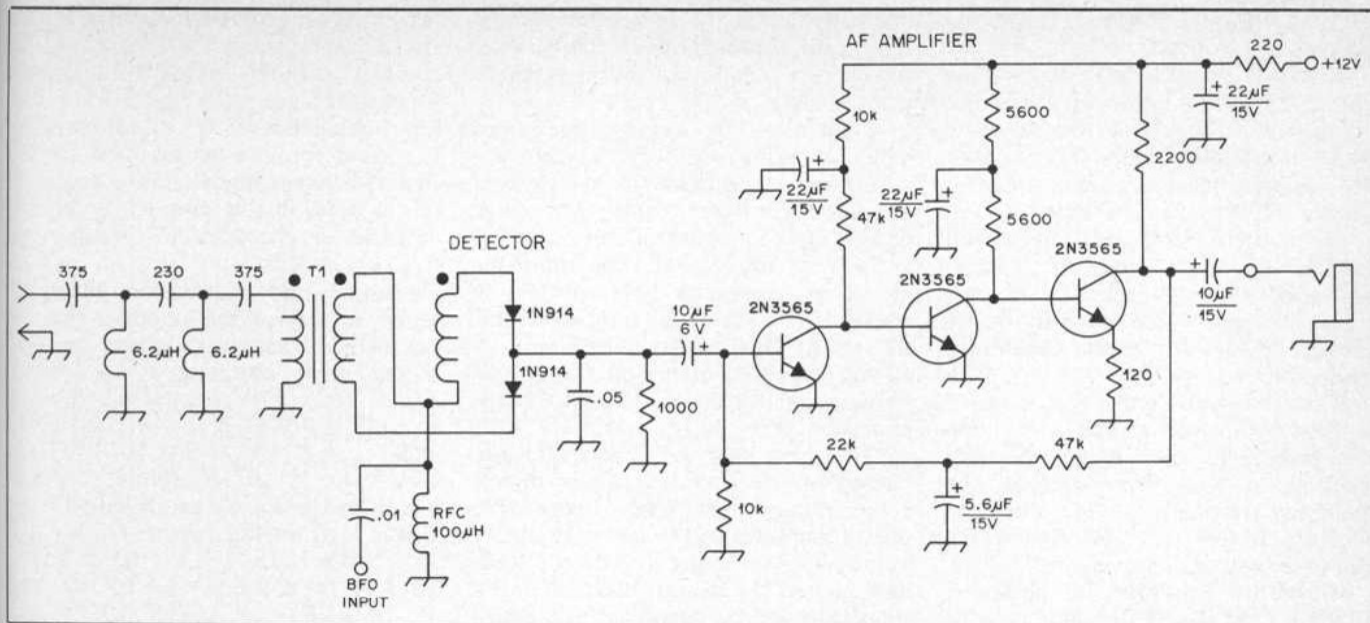 AF AMPLIFIER
220
+12V
+
22µF
15V
10k
5600
2200
+
22µF
15V
+
22µF
15V
47k
5600
DETECTOR
375
230
375
T1
1N914
10µF
6V
+
2N3565
2N3565
2N3565
+
10µF
15V
6.2µH
6.2µH
1N914
.05
1000
120
22k
47k
10k
+
5.6µF
15V
.01
RFC
100µH
BFO
INPUT